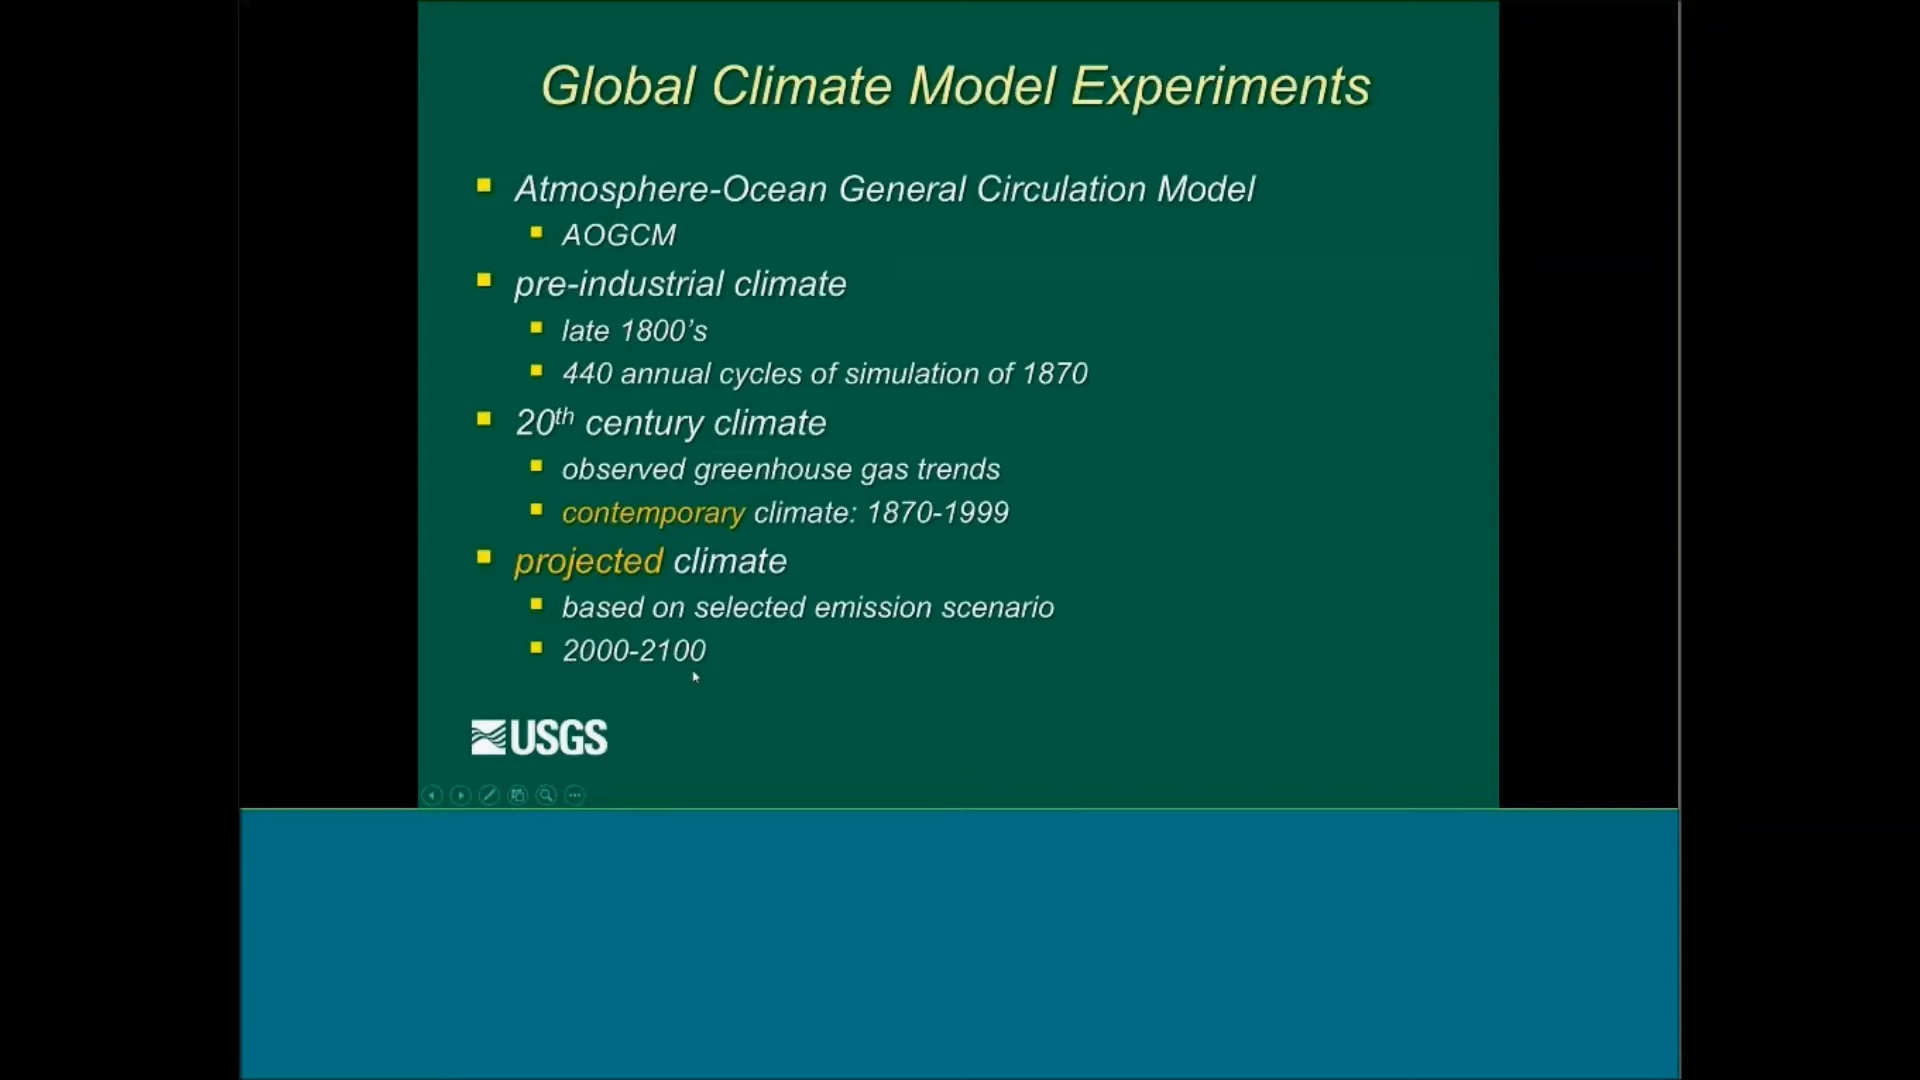 Global Climate Model Experiments
Atmosphere-Ocean General Circulation Model
AOGCM
pre-industrial climate
late 1800’s
440 annual cycles of simulation of 1870
20th century climate
observed greenhouse gas trends
contemporary climate: 1870-1999
projected climate
based on selected emission scenario
2000-2100
USGS